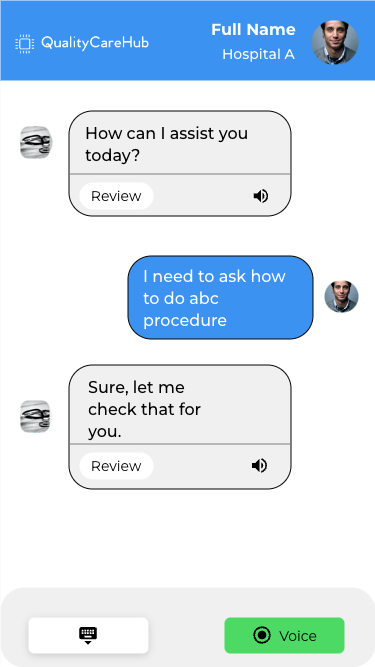 QualityCareHub
Full Name
Hospital A
How can I assist you
today?
Review
I need to ask how
to do abc
procedure
Sure, let me
check that for
you.
Review
Voice